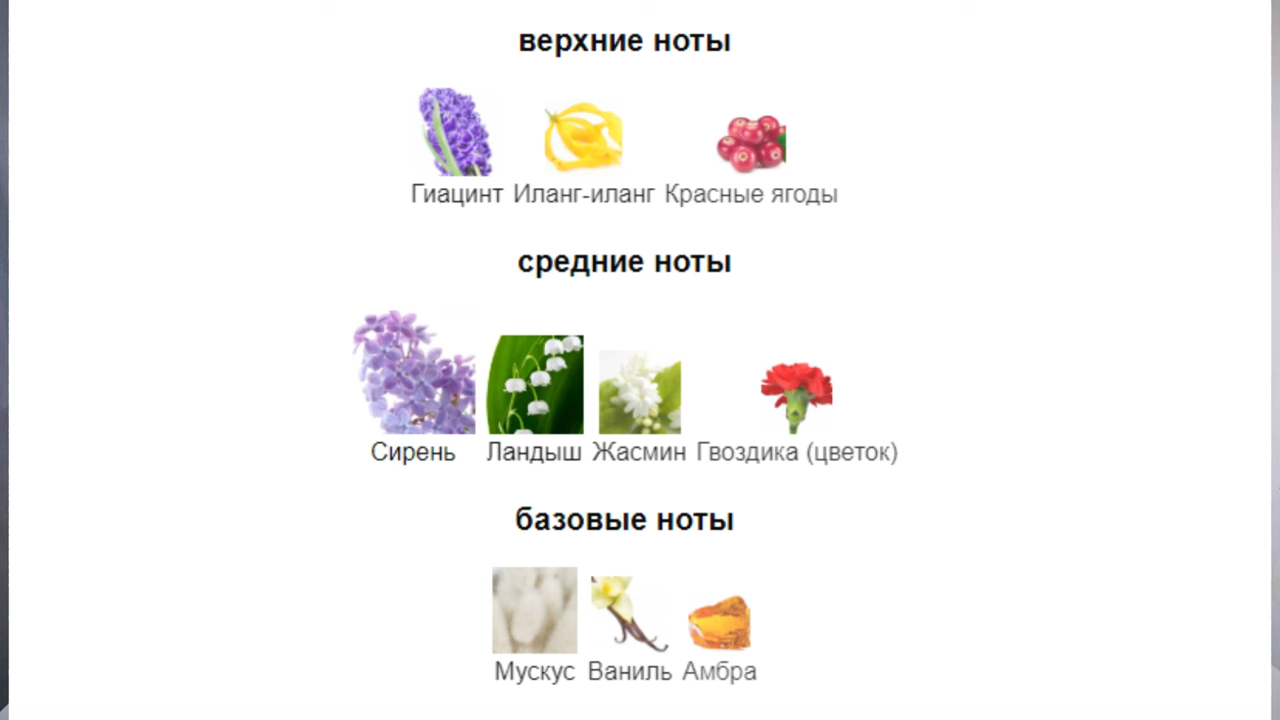 верхние ноты
Гиацинт Иланг-иланг Красные ягоды
средние ноты
Сирень Ландыш Жасмин Гвоздика (цветок)
базовые ноты
Мускус Ваниль Амбра